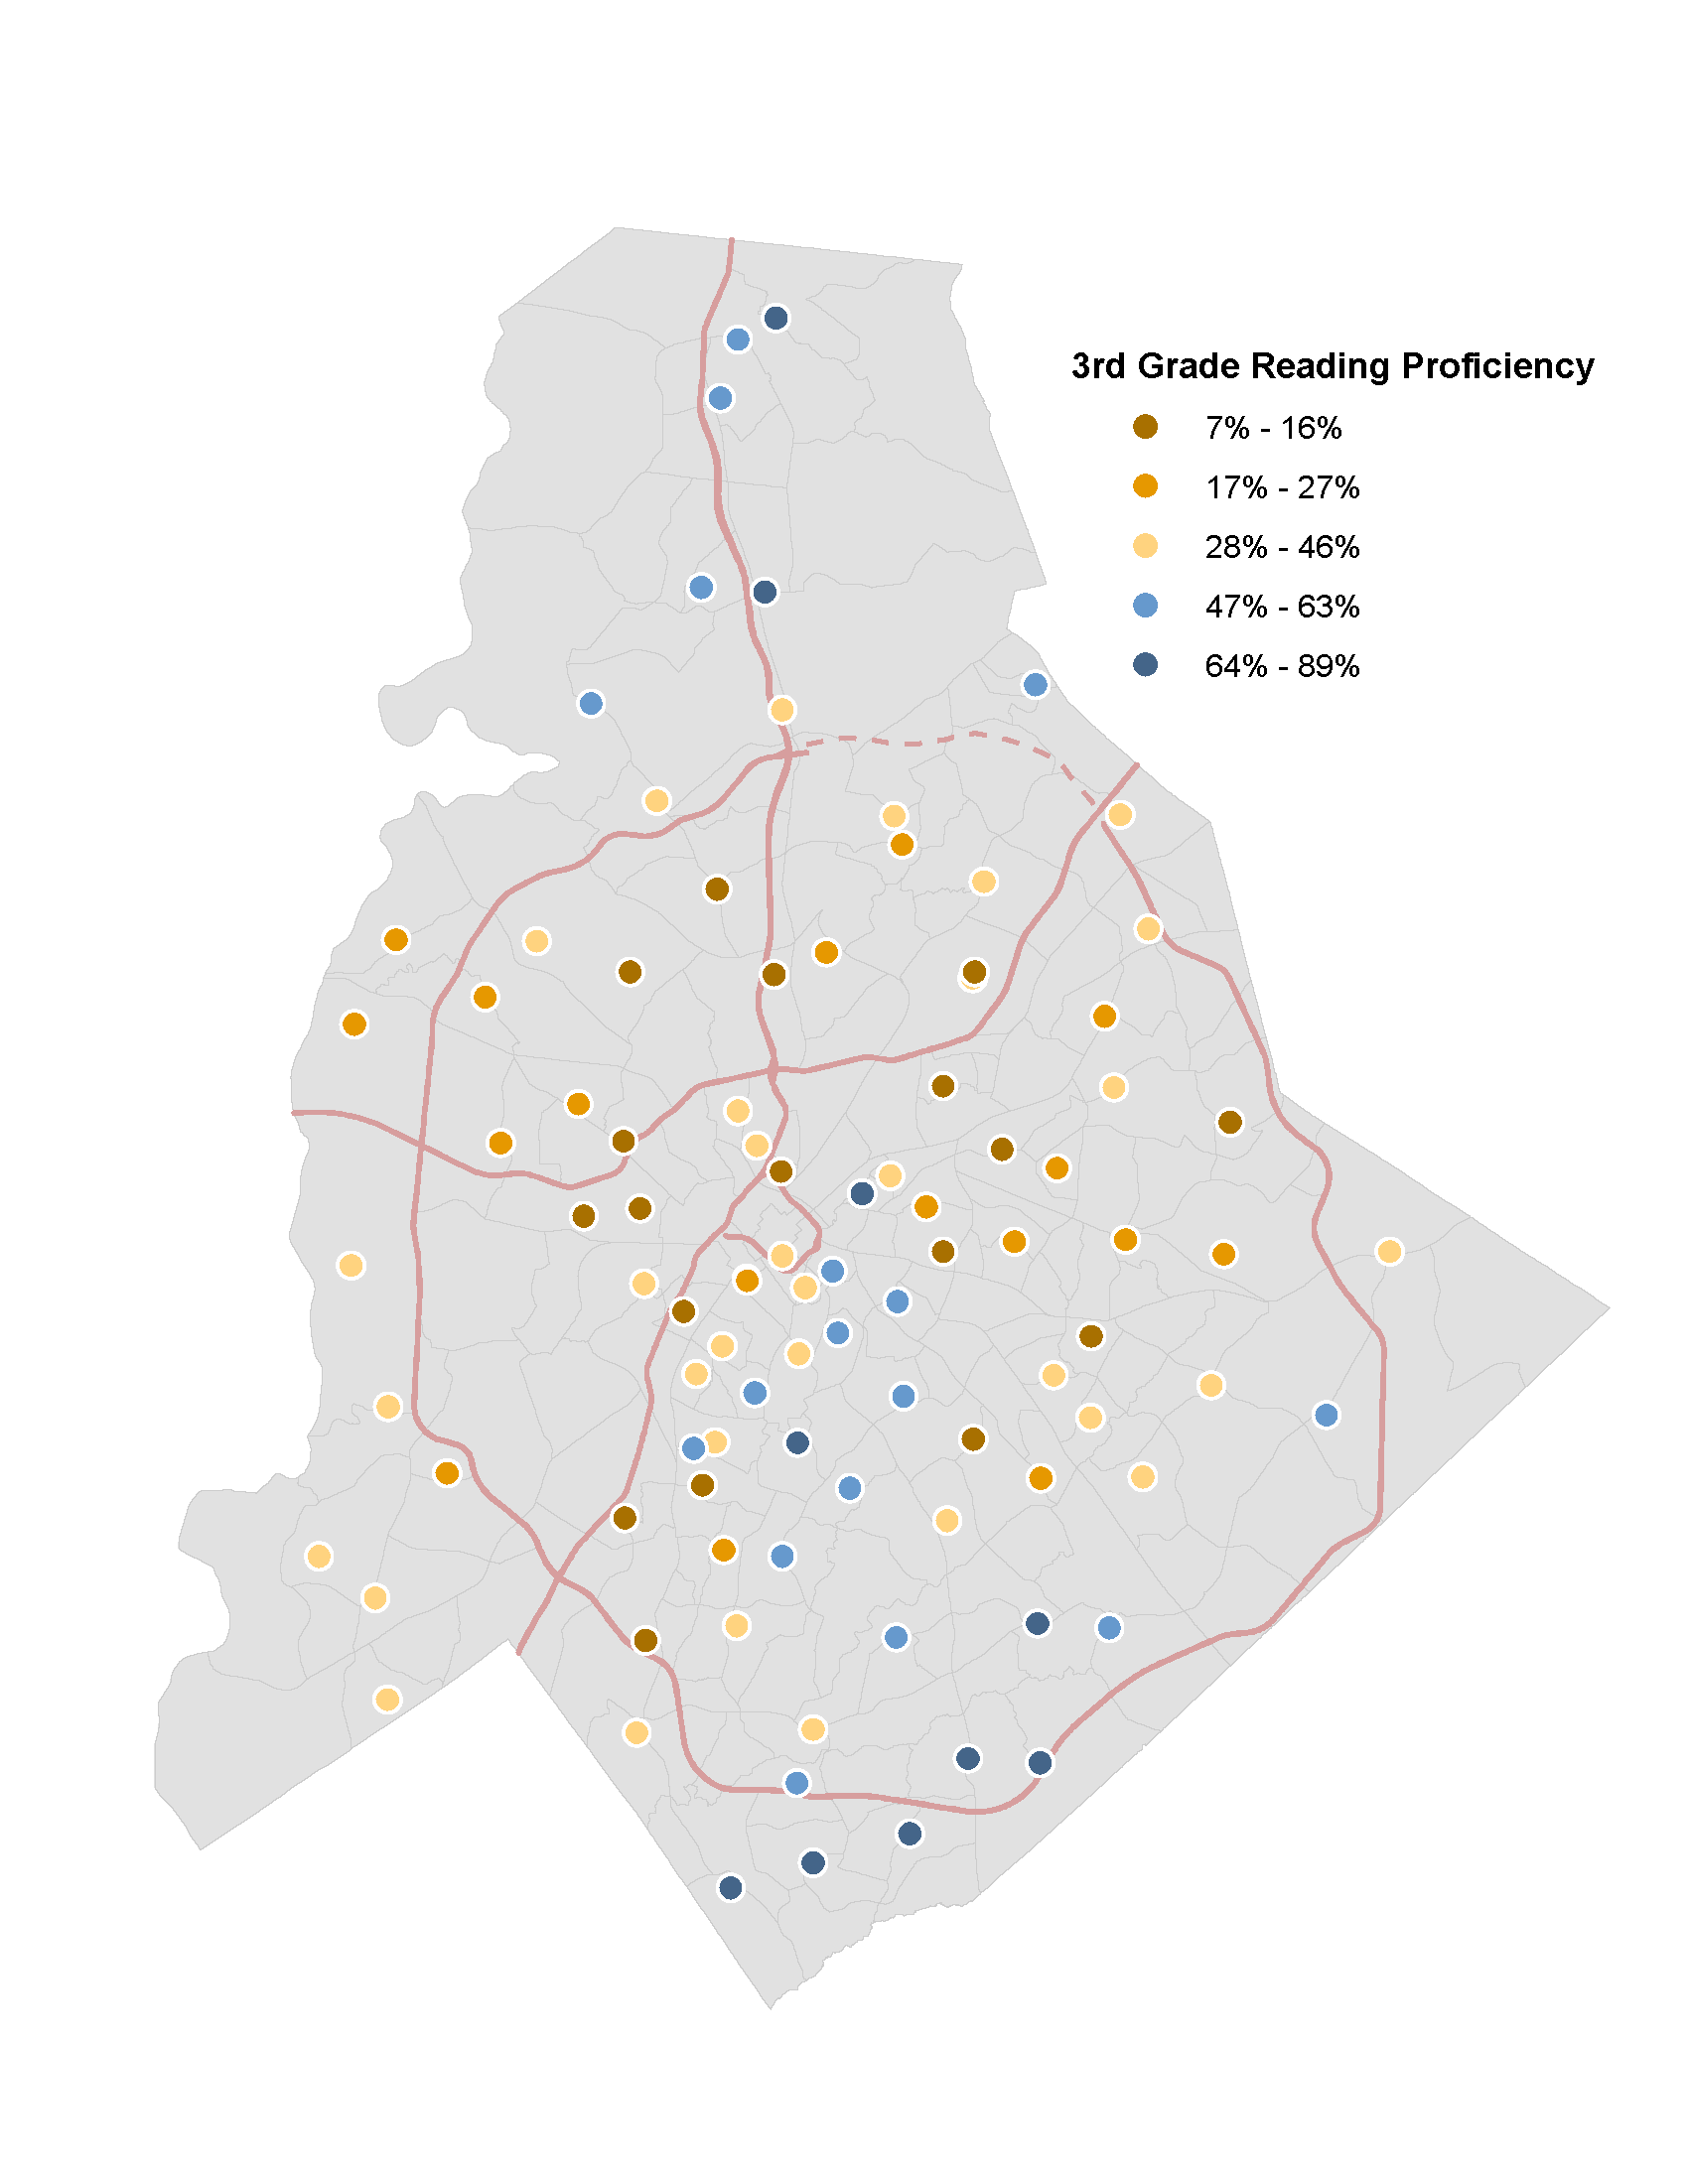 3rd Grade Reading Proficiency
7% - 16%
17% - 27%
28% - 46%
47% - 63%
64% - 89%